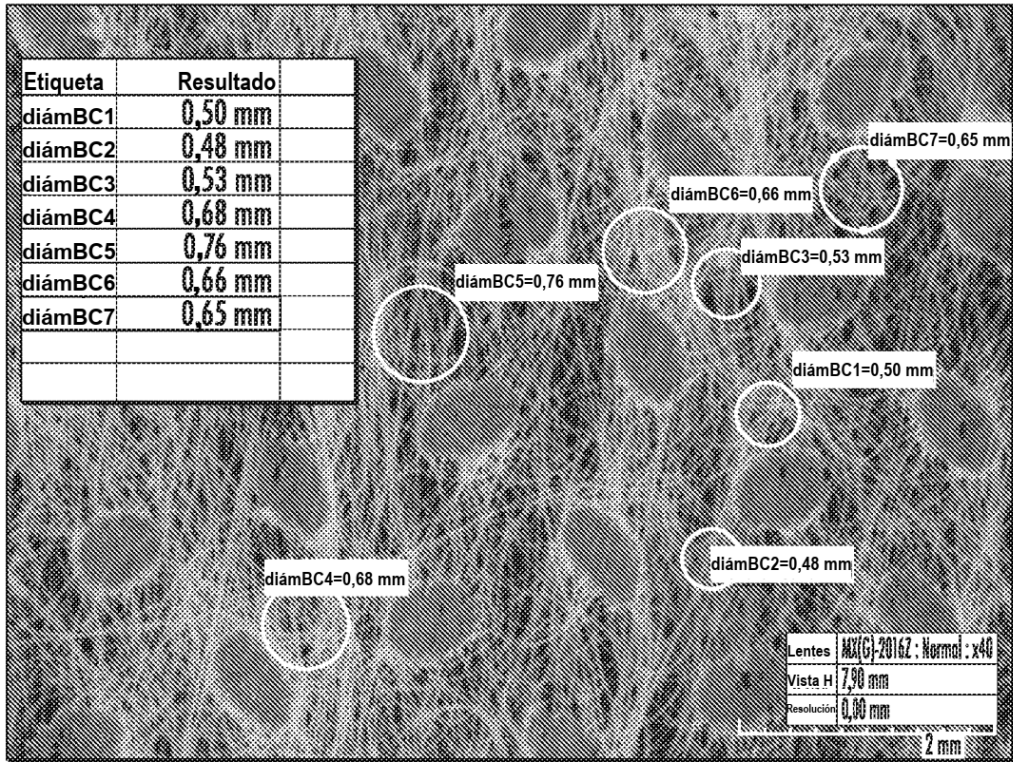 Etiqueta Resultado
diámBC1 0,50 mm
diámBC2 0,48 mm
diámBC3 0,53 mm
diámBC4 0,68 mm
diámBC5 0,76 mm
diámBC6 0,66 mm
diámBC7 0,65 mm
diámBC7=0,65 mm
diámBC6=0,66 mm
diámBC3=0,53 mm
diámBC5=0,76 mm
diámBC1=0,50 mm
diámBC2=0,48 mm
diámBC4=0,68 mm
Lentes MX(G)-2016Z : Normal : x40
Vista H 7,90 mm
Resolución 0,00 mm
2 mm